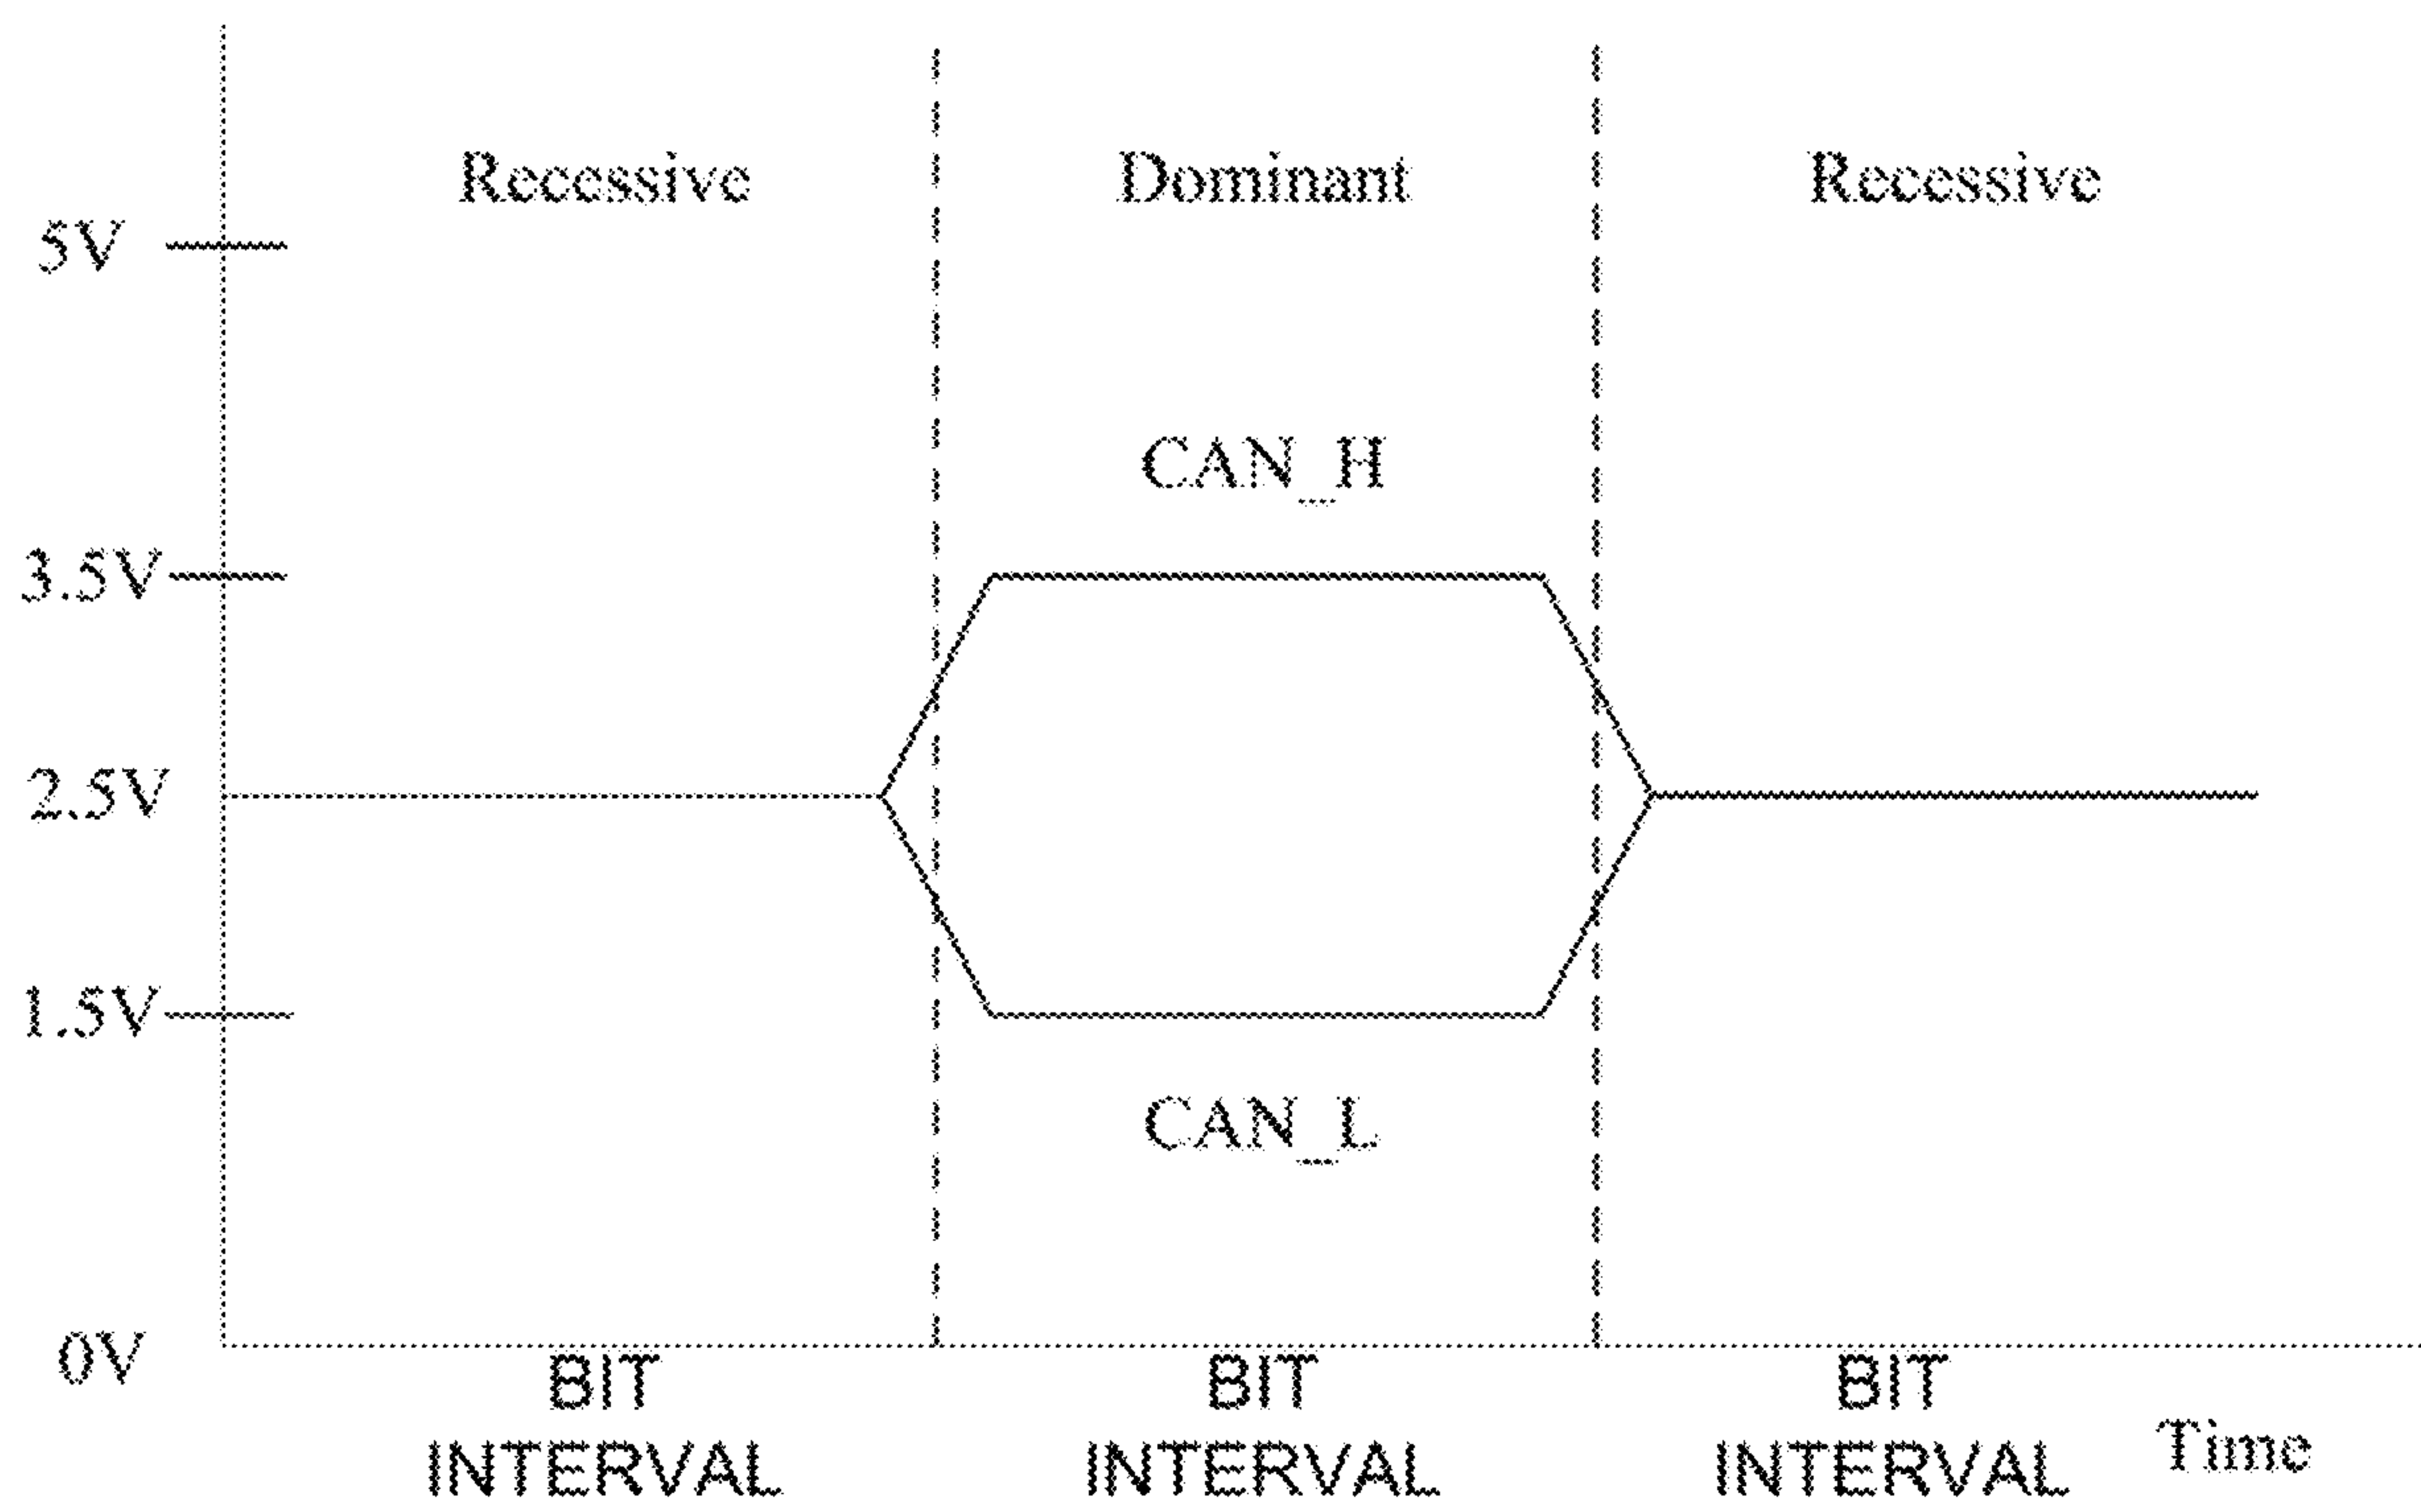 Recessive
Dominant
Recessive
5V
CAN_H
3.5V
2.5V
1.5V
CAN_L
0V
BIT
INTERVAL
BIT
INTERVAL
BIT
INTERVAL
Time